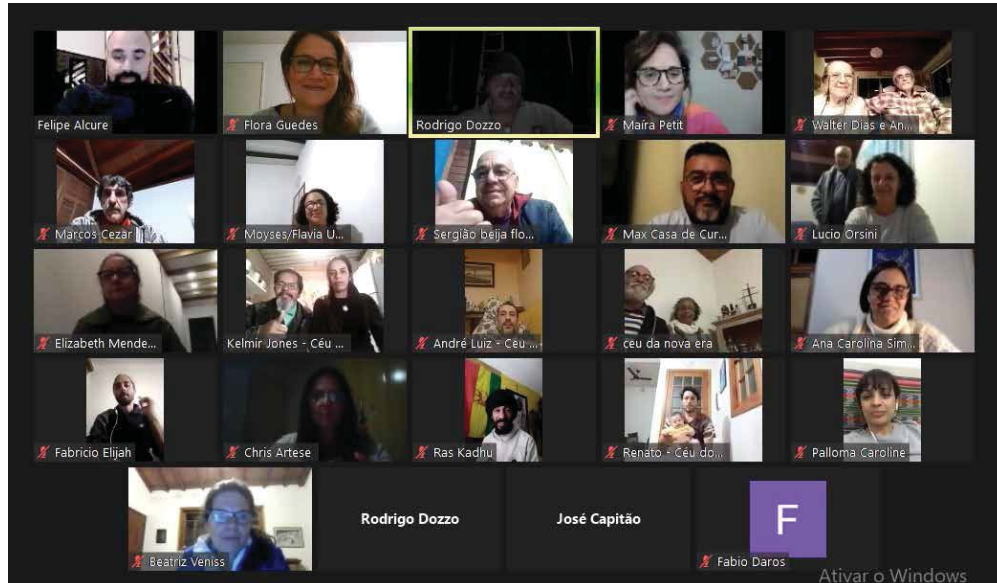 Felipe Alcure
Flora Guedes
Rodrigo Dozzo
Maíra Petit
Walter Dias e An...
Marcos Cezar
Moyses/Flavia U...
Sergião beija flo...
Max Casa de Cur...
Lucio Orsini
Elizabeth Mende...
Kelmir Jones - Céu ...
André Luiz - Céu ...
ceu da nova era
Ana Carolina Sim...
Fabricio Elijah
Chris Artese
Ras Kadhu
Renato - Céu do...
Palloma Caroline
Beatriz Veniss
Rodrigo Dozzo
José Capitão
F
Fabio Daros
Ativar o Windows